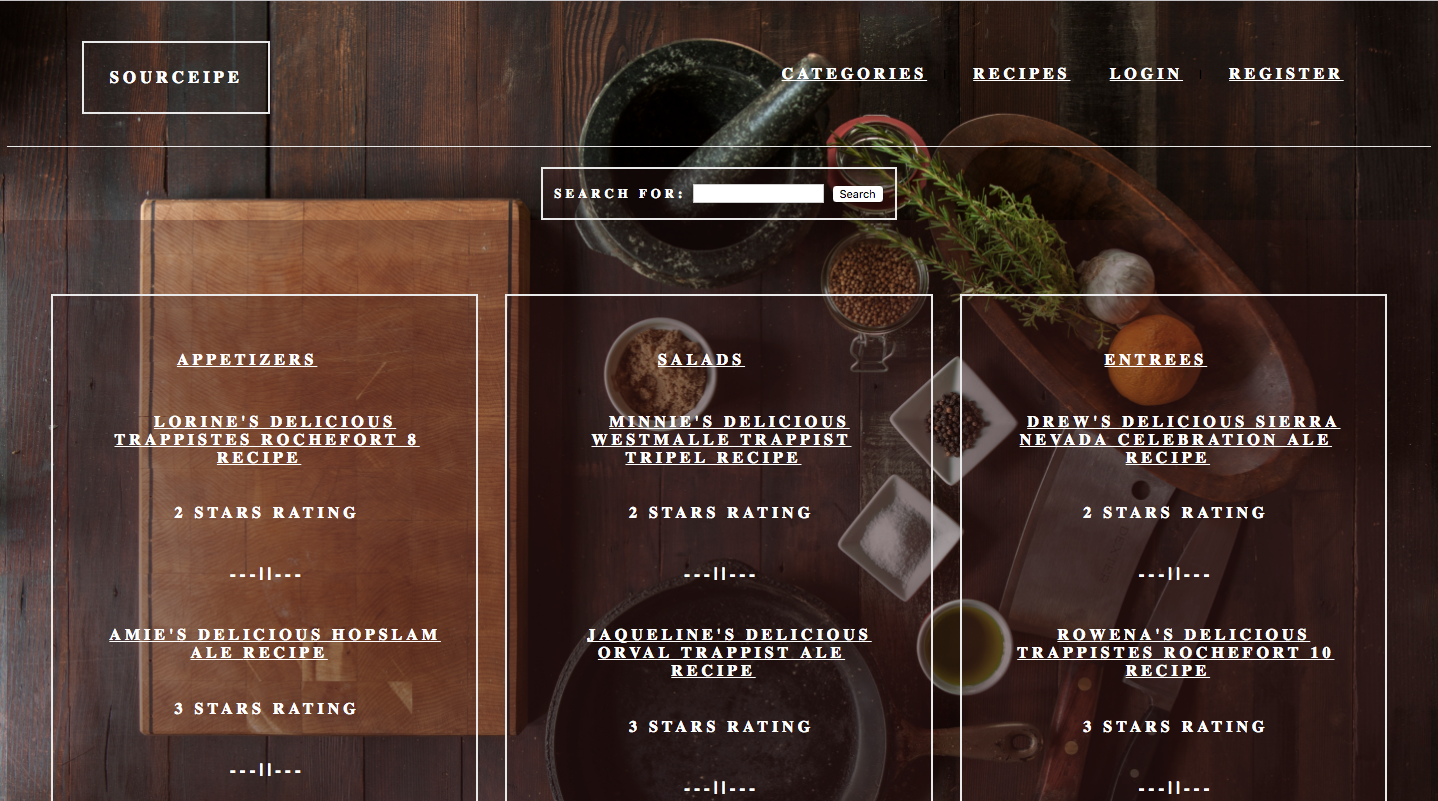 SOURCEIPE
CATEGORIES RECIPES LOGIN REGISTER
SEARCH FOR: Search
APPETIZERS
LORINE'S DELICIOUS
TRAPPISTES ROCHEFORT 8
RECIPE
2 STARS RATING
---||---
AMIE'S DELICIOUS HOPSLAM
ALE RECIPE
3 STARS RATING
---||---
SALADS
MINNIE'S DELICIOUS
WESTMALLE TRAPPIST
TRIPEL RECIPE
2 STARS RATING
---||---
JAQUELINE'S DELICIOUS
ORVAL TRAPPIST ALE
RECIPE
3 STARS RATING
---||---
ENTREES
DREW'S DELICIOUS SIERRA
NEVADA CELEBRATION ALE
RECIPE
2 STARS RATING
---||---
ROWENA'S DELICIOUS
TRAPPISTES ROCHEFORT 10
RECIPE
3 STARS RATING
---||---